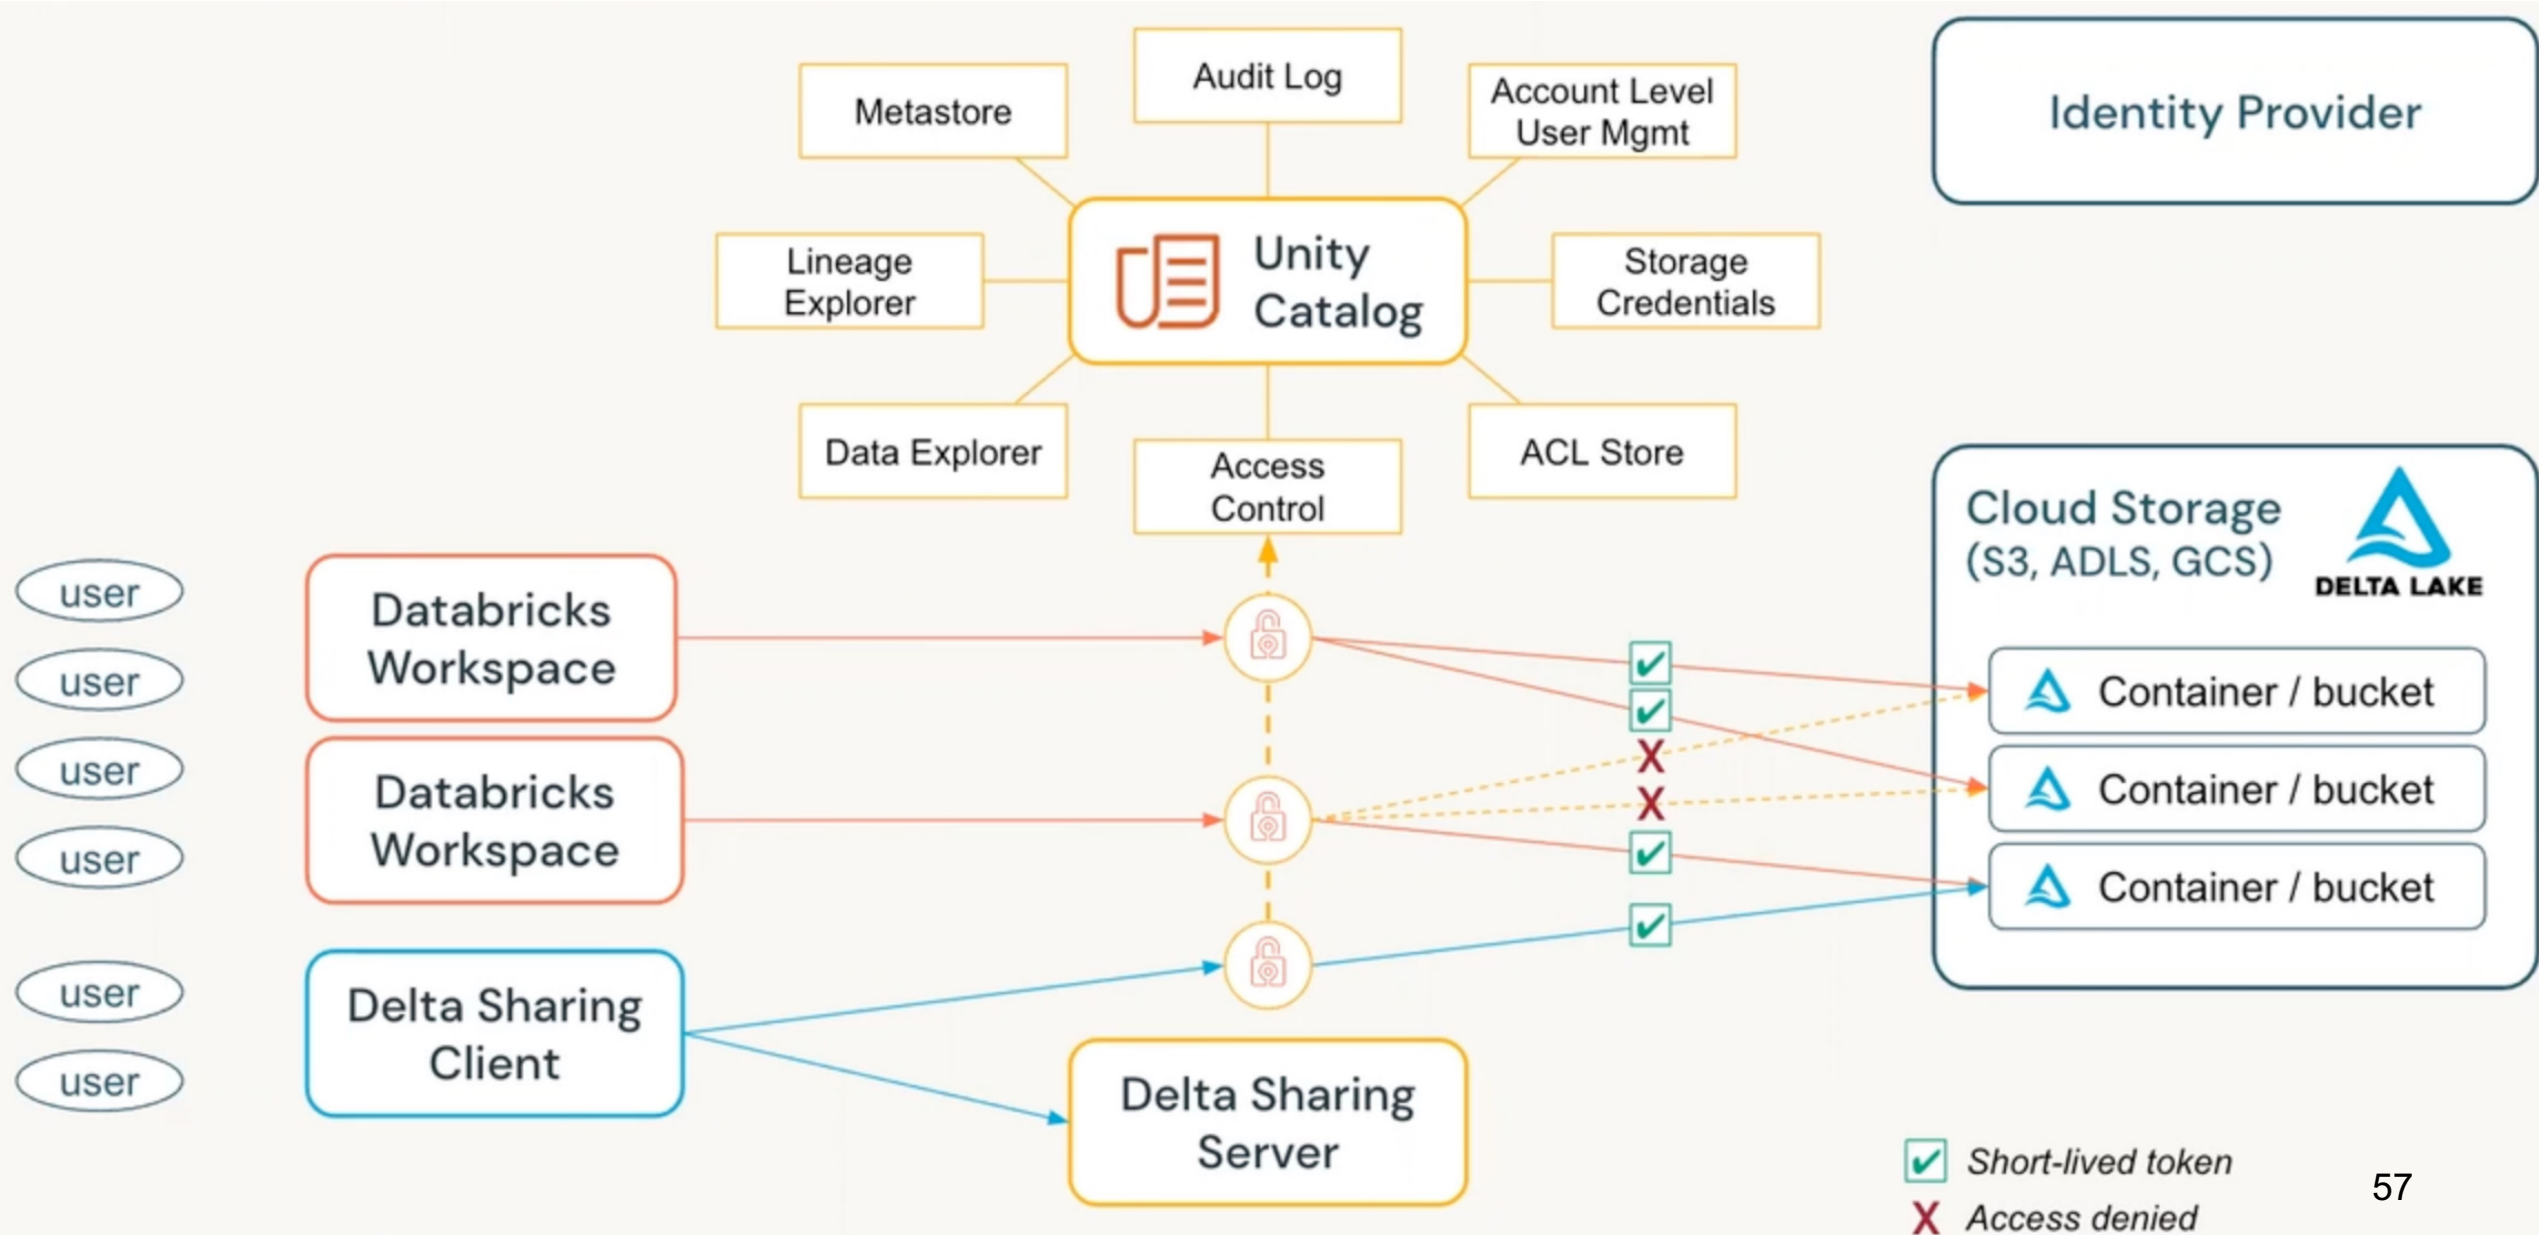 Audit Log
Metastore
Account Level
User Mgmt
Identity Provider
Unity
Catalog
Lineage
Explorer
Storage
Credentials
Data Explorer
Access
Control
ACL Store
Cloud Storage
(S3, ADLS, GCS)
DELTA LAKE
user
user
user
user
user
user
Databricks
Workspace
Databricks
Workspace
Delta Sharing
Client
Delta Sharing
Server
X
X
Container / bucket
Container / bucket
Container / bucket
Short-lived token
X Access denied
57